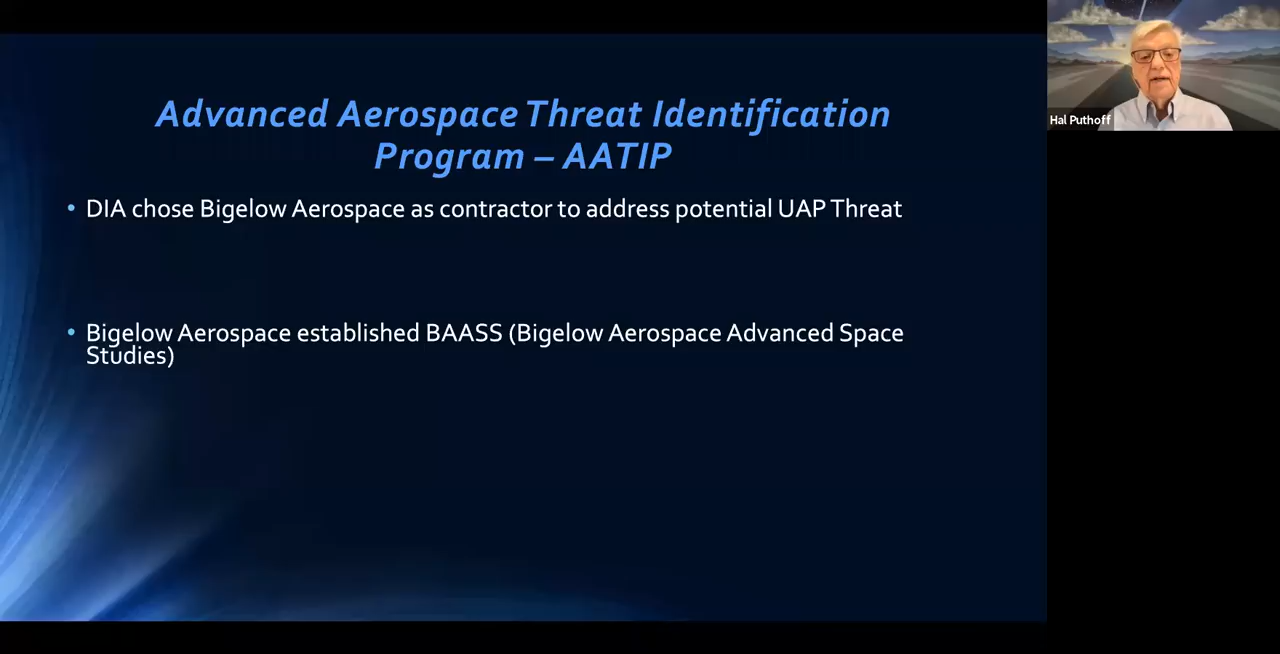 Advanced Aerospace Threat Identification
Program – AATIP
• DIA chose Bigelow Aerospace as contractor to address potential UAP Threat
• Bigelow Aerospace established BAASS (Bigelow Aerospace Advanced Space
Studies)
Hal Puthoff